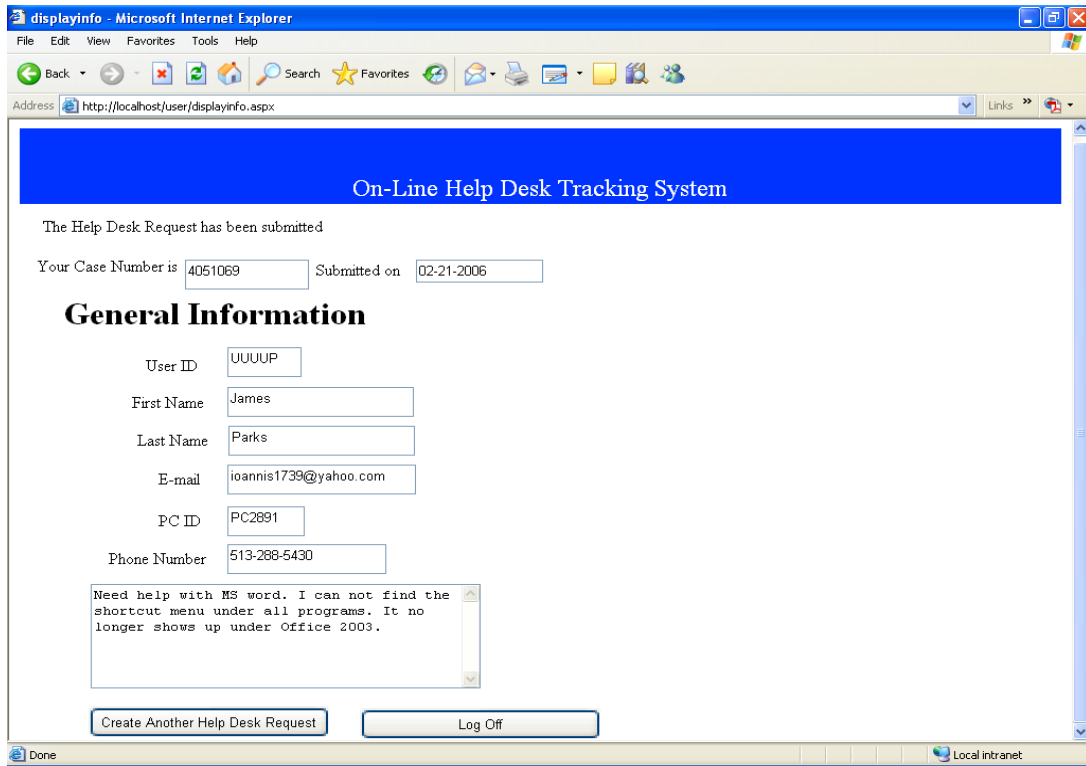 displayinfo - Microsoft Internet Explorer
File Edit View Favorites Tools Help
Back Search Favorites
Address http://localhost/user/displayinfo.aspx Links »
On-Line Help Desk Tracking System
The Help Desk Request has been submitted
Your Case Number is 4051069 Submitted on 02-21-2006
General Information
User ID UUUUP
First Name James
Last Name Parks
E-mail ioannis1739@yahoo.com
PC ID PC2891
Phone Number 513-288-5430
Need help with MS word. I can not find the
shortcut menu under all programs. It no
longer shows up under Office 2003.
Create Another Help Desk Request Log Off
Done Local intranet